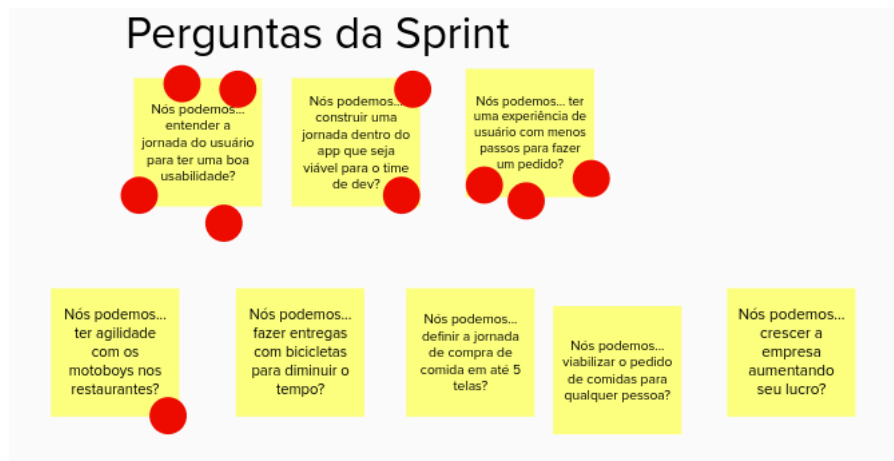 Perguntas da Sprint
Nós podemos...
entender a
jornada do usuário
para ter uma boa
usabilidade?
Nós podemos...
construir uma
jornada dentro do
app que seja
viável para o time
de dev?
Nós podemos... ter
uma experiência de
usuário com menos
passos para fazer
um pedido?
Nós podemos...
ter agilidade
com os
motoboys nos
restaurantes?
Nós podemos...
fazer entregas
com bicicletas
para diminuir o
tempo?
Nós podemos...
definir a jornada
de compra de
comida em até 5
telas?
Nós podemos...
viabilizar o pedido
de comidas para
qualquer pessoa?
Nós podemos...
crescer a
empresa
aumentando
seu lucro?